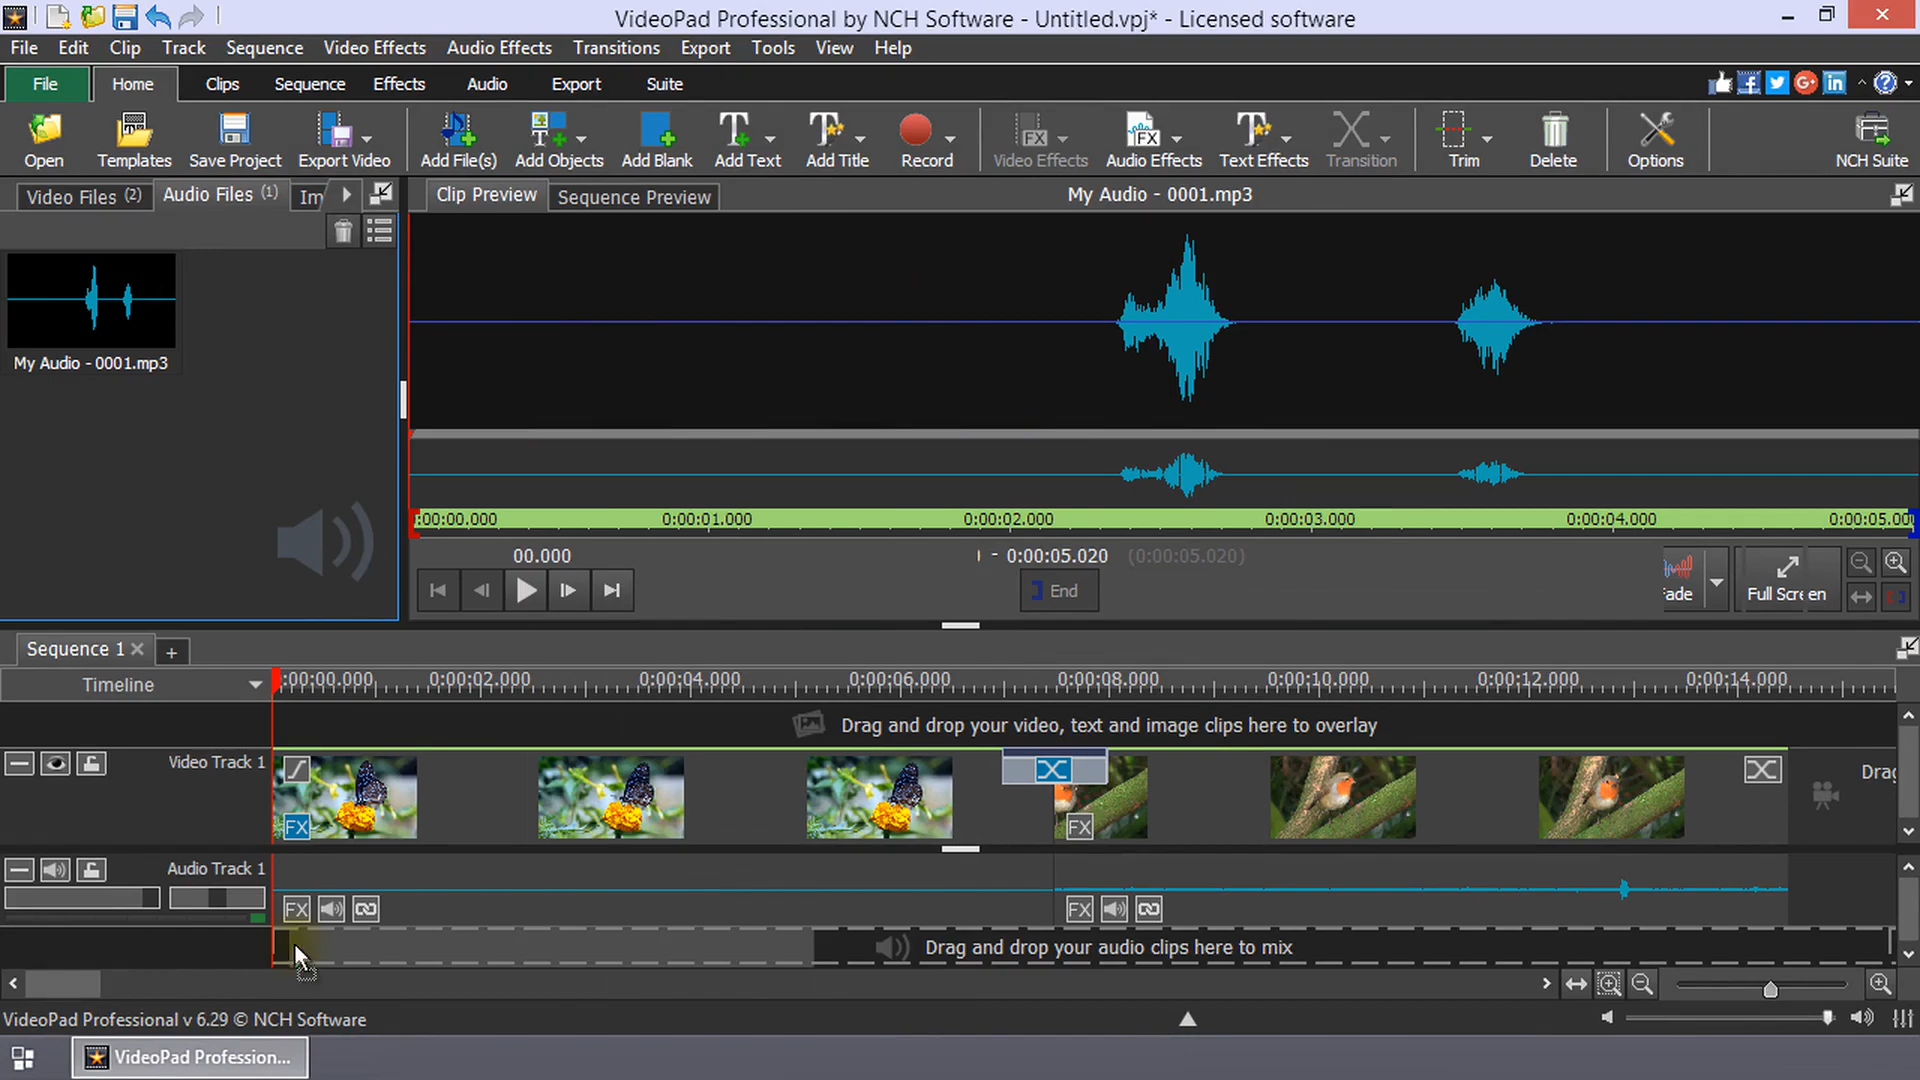 VideoPad Professional by NCH Software - Untitled.vpj* - Licensed software
File Edit Clip Track Sequence Video Effects Audio Effects Transitions Export Tools View Help
File Home Clips Sequence Effects Audio Export Suite
Open Templates Save Project Export Video Add File(s) Add Objects Add Blank Add Text Add Title Record Video Effects Audio Effects Text Effects Transition Trim Delete Options NCH Suite
Video Files (2) Audio Files (1) Im
Clip Preview Sequence Preview My Audio - 0001.mp3
My Audio - 0001.mp3
:00:00.000 0:00:01.000 0:00:02.000 0:00:03.000 0:00:04.000 0:00:05.00
00.000 - 0:00:05.020 (0:00:05.020)
End
ade Full Screen
Sequence 1
Timeline :00:00.000 0:00:02.000 0:00:04.000 0:00:06.000 0:00:08.000 0:00:10.000 0:00:12.000 0:00:14.000
Drag and drop your video, text and image clips here to overlay
Video Track 1 Drag
FX FX
Audio Track 1
FX FX
Drag and drop your audio clips here to mix
VideoPad Professional v 6.29 © NCH Software
VideoPad Profession...